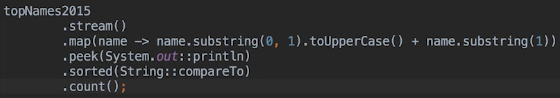 topNames2015
.stream()
.map(name -> name.substring(0, 1).toUpperCase() + name.substring(1))
.peek(System.out::println)
.sorted(String::compareTo)
.count();